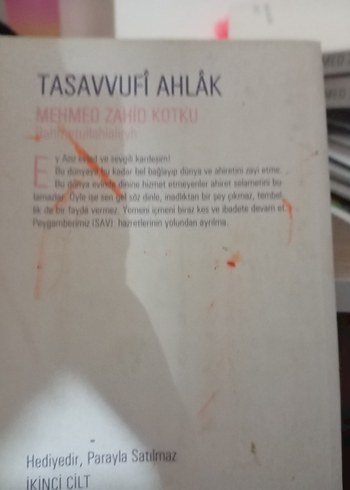 TASAVVUFÎ AHLÂK
MEHMED ZAHİD KOTKU
Rahmetullahialeyh
Ey Aziz ve sevgili kardeşim!
Bu dünyaya bu kadar bel bağlayıp dünya ve ahiretini zayi etme.
Bu dünya evinde dinine hizmet etmeyenler ahiret selametini bu-
lamazlar. Öyle ise sen gel söz dinle, inadlıktan bir şey çıkmaz, tembel-
lik de bir fayda vermez. Yemeni içmeni biraz kes ve ibadete devam et.
Peygamberimiz (SAV) hazretlerinin yolundan ayrılma.
Hediyedir, Parayla Satılmaz
İKİNCİ CİLT